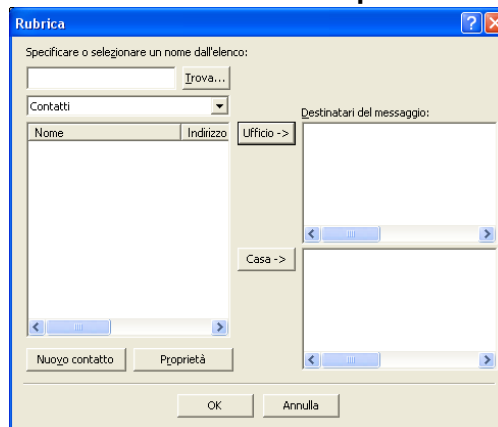 Rubrica
Specificare o selezionare un nome dall'elenco:
Trova...
Contatti
Destinatari del messaggio:
Nome Indirizzo
Ufficio ->
Casa ->
Nuovo contatto Proprietà
OK Annulla